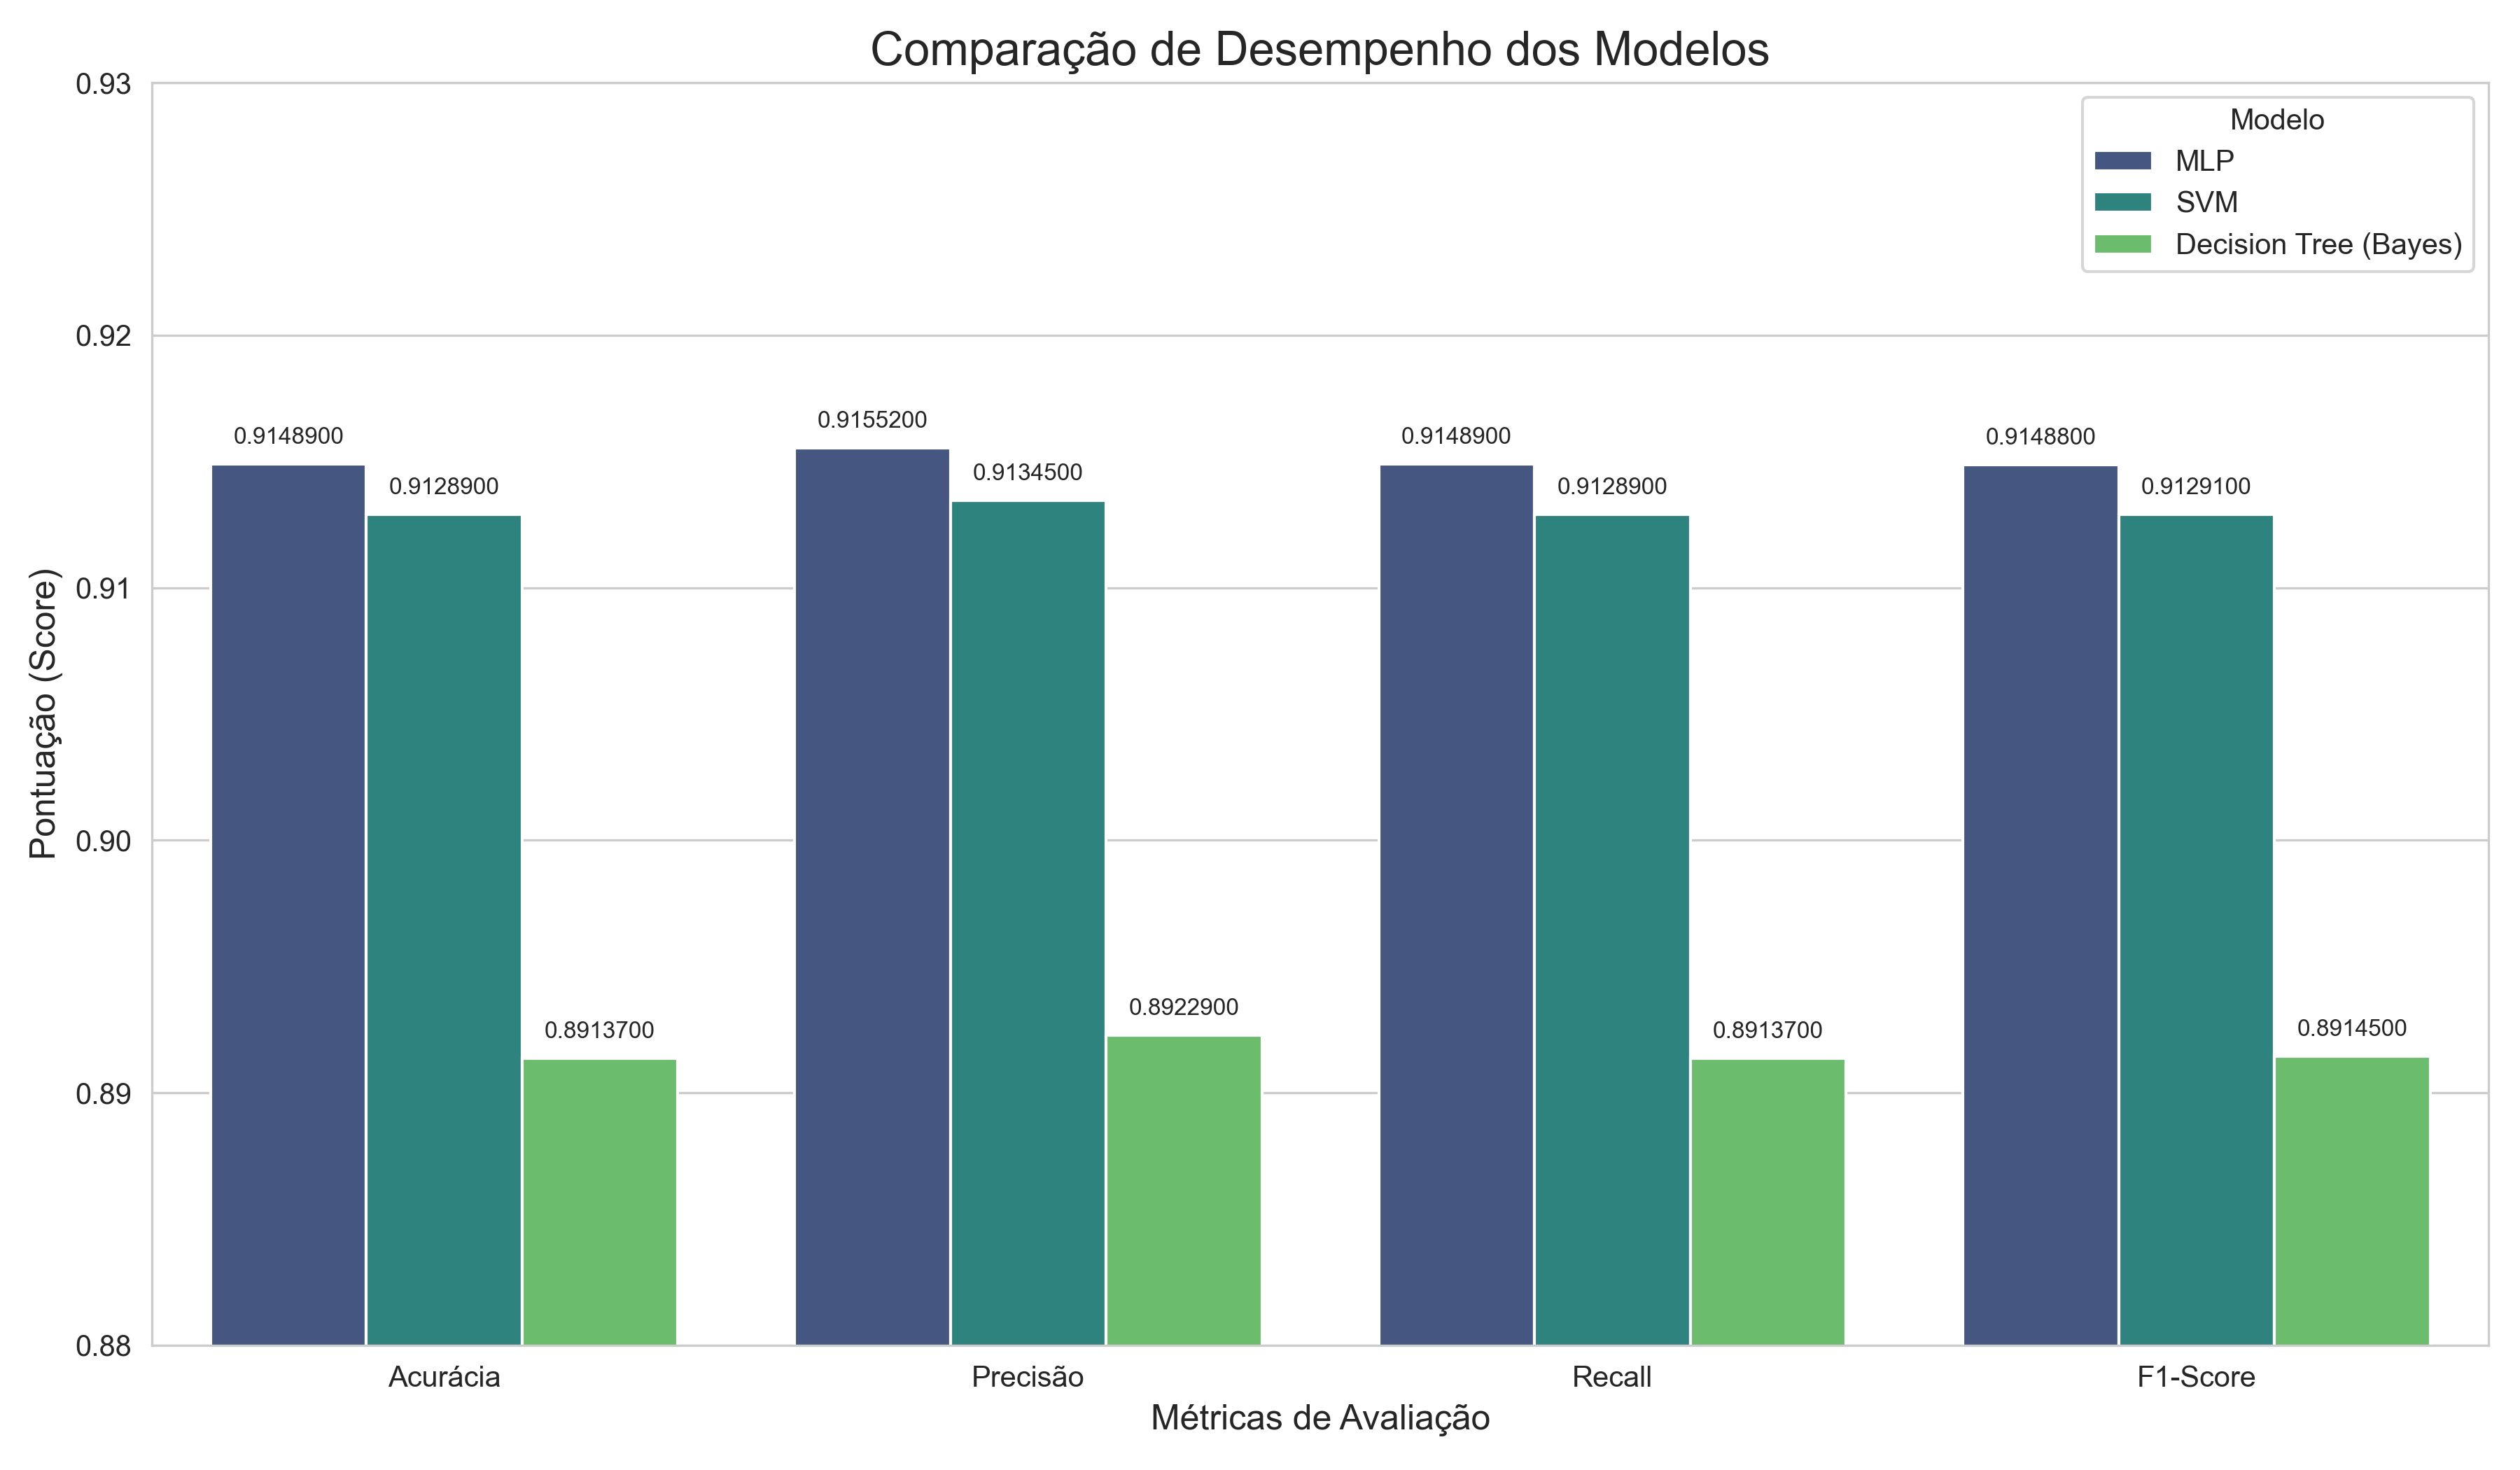 Comparação de Desempenho dos Modelos
Pontuação (Score)
0.93
0.92
0.91
0.90
0.89
0.88
Modelo
MLP
SVM
Decision Tree (Bayes)
0.9148900
0.9128900
0.8913700
0.9155200
0.9134500
0.8922900
0.9148900
0.9128900
0.8913700
0.9148800
0.9129100
0.8914500
Acurácia
Precisão
Recall
F1-Score
Métricas de Avaliação